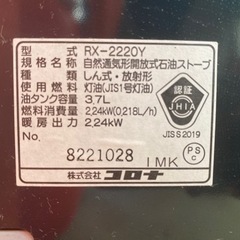 型式 RX-2220Y
規格名称 自然通気形開放式石油ストーブ
種類 しん式・放射形
使用燃料 灯油(JIS1号灯油)
油タンク容量 3.7L
燃料消費量 2.24kW(0.218L/h)
暖房出力 2.24kW
No. 8221028 IMK
株式会社コロナ
認証
JHIA
JIS S2019
PS
C